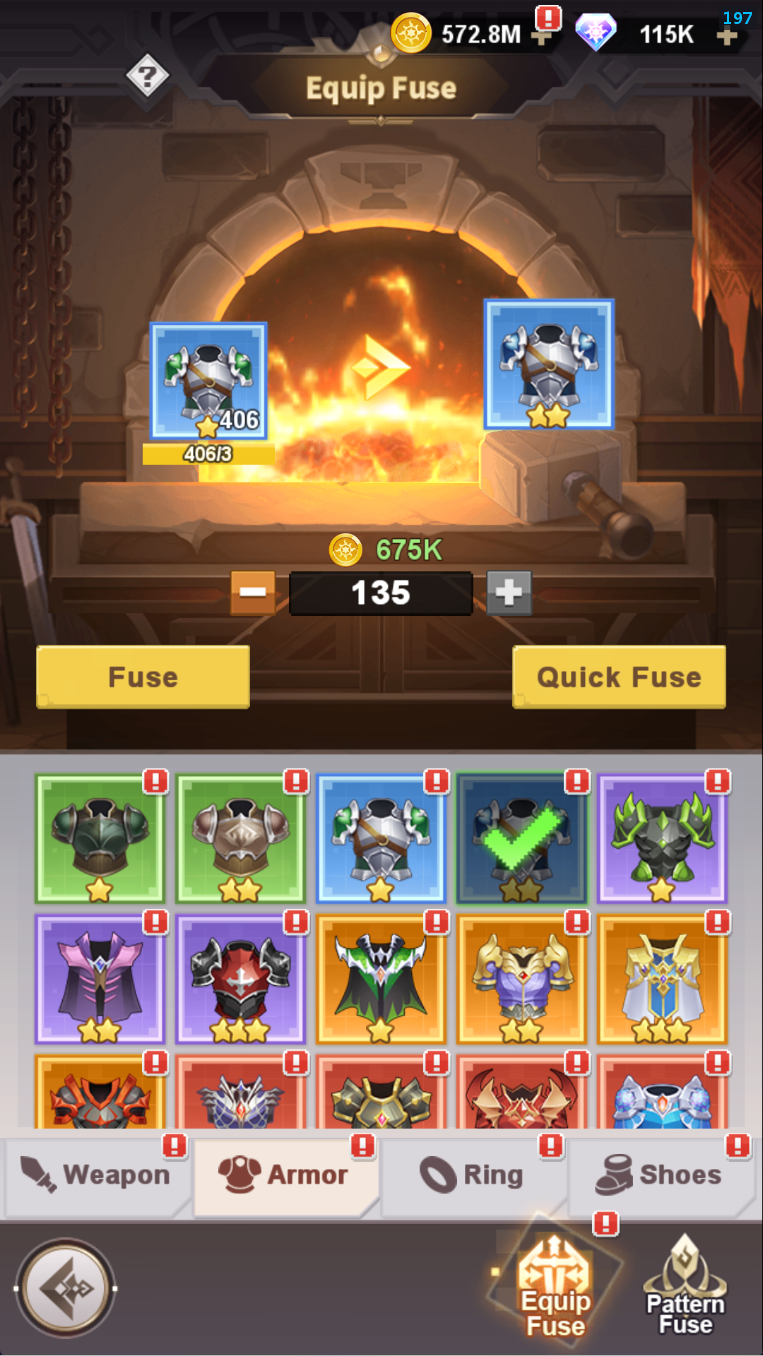 197
572.8M
115K
?
Equip Fuse
406
406/3
675K
135
Fuse
Quick Fuse
Weapon
Armor
Ring
Shoes
Equip
Fuse
Pattern
Fuse